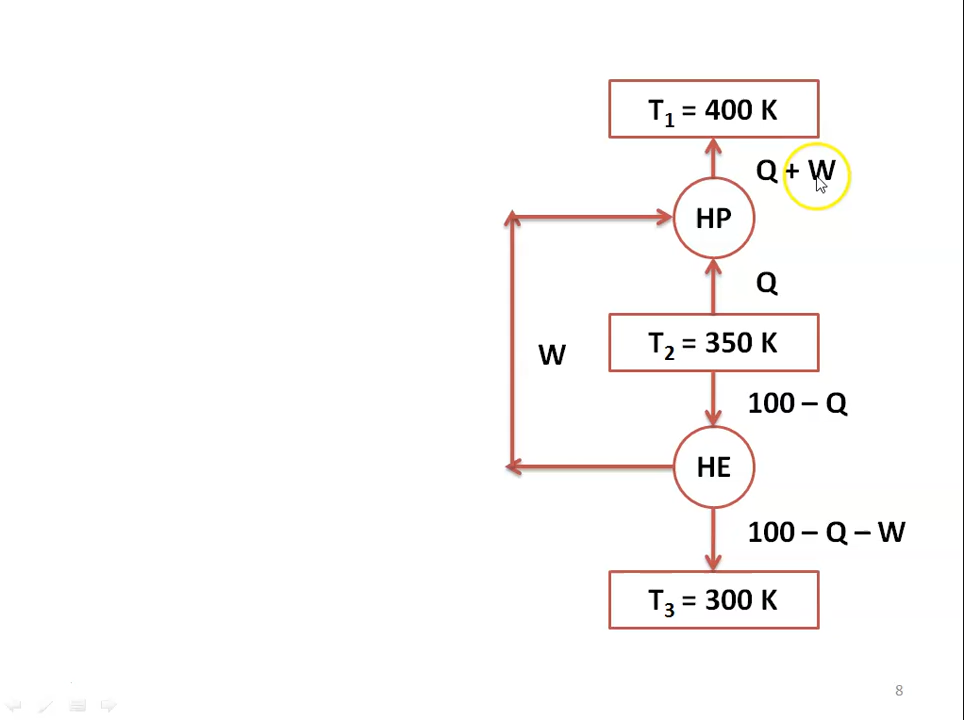 T₁ = 400 K
Q + W
HP
Q
T₂ = 350 K
W
100 – Q
HE
100 – Q – W
T₃ = 300 K
8